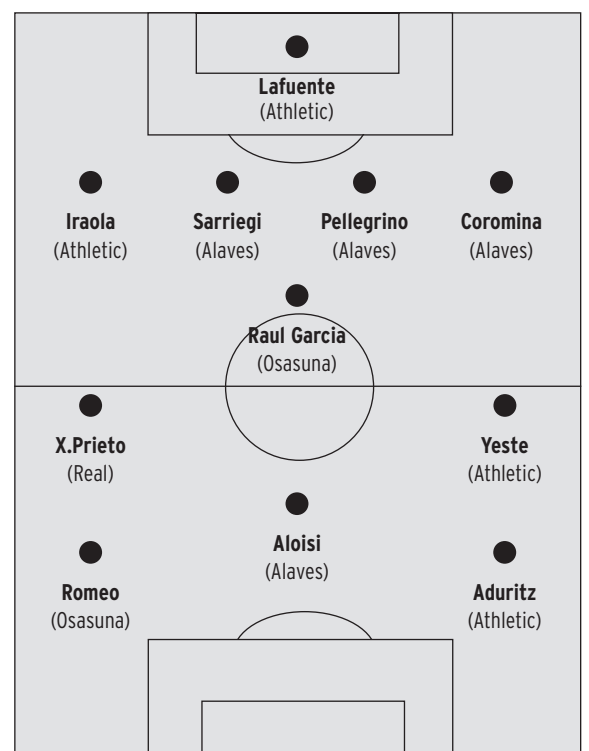 Lafuente
(Athletic)
Iraola
(Athletic)
Sarriegi
(Alaves)
Pellegrino
(Alaves)
Coromina
(Alaves)
Raul Garcia
(Osasuna)
X.Prieto
(Real)
Yeste
(Athletic)
Aloisi
(Alaves)
Romeo
(Osasuna)
Aduritz
(Athletic)